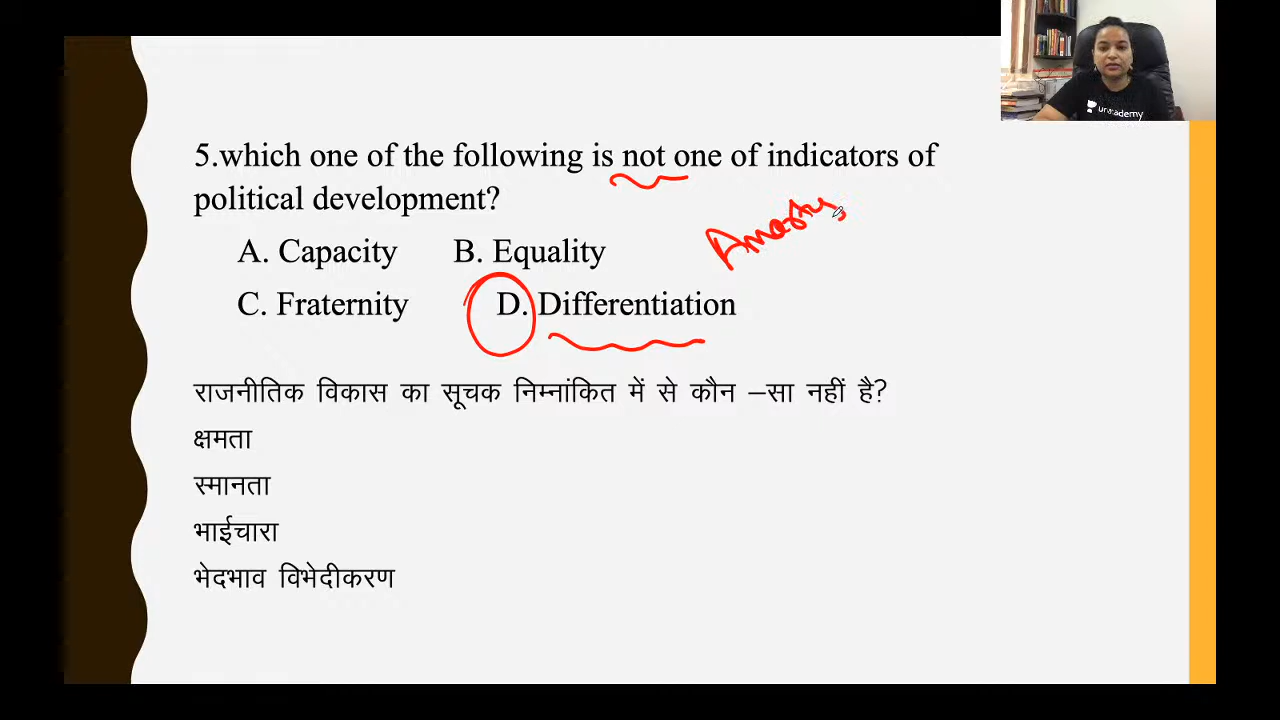 5.which one of the following is not one of indicators of
political development?
A. Capacity B. Equality
C. Fraternity D. Differentiation
राजनीतिक विकास का सूचक निम्नांकित में से कौन –सा नहीं है?
क्षमता
स्मानता
भाईचारा
भेदभाव विभेदीकरण
unacademy